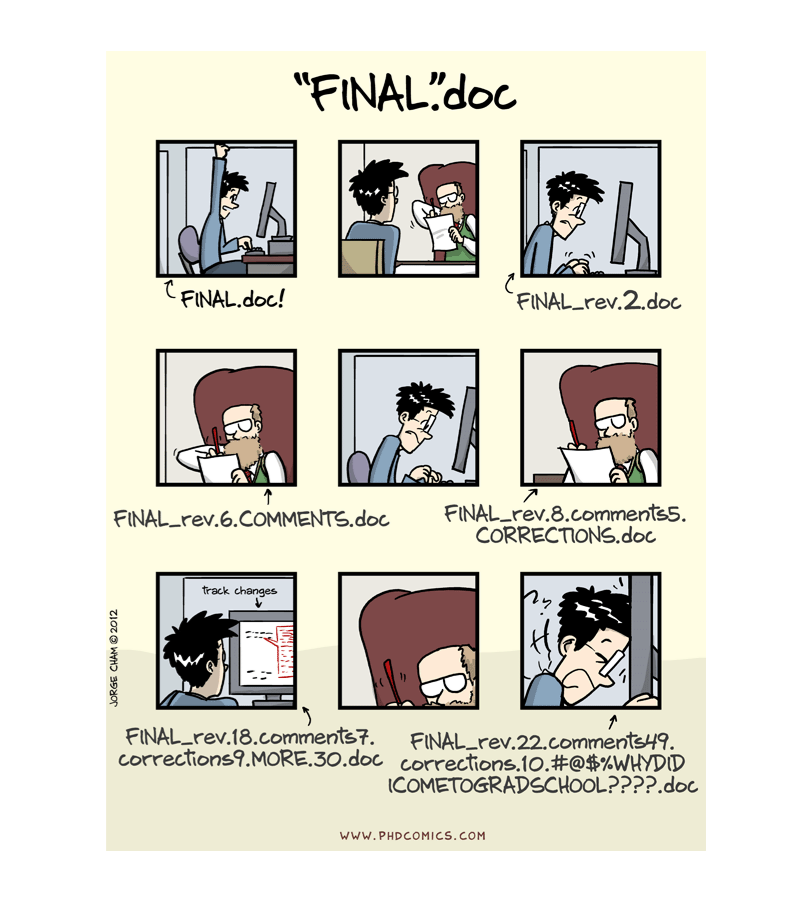 "FINAL".doc
FINAL.doc!
FINAL_rev.2.doc
FINAL_rev.6.COMMENTS.doc
FINAL_rev.8.comments5.
CORRECTIONS.doc
track changes
FINAL_rev.18.comments7.
corrections9.MORE.30.doc
??
FINAL_rev.22.comments49.
corrections.10.#@$%WHYDID
ICOMETOGRADSCHOOL????.doc
JORGE CHAM © 2012
WWW.PHDCOMICS.COM